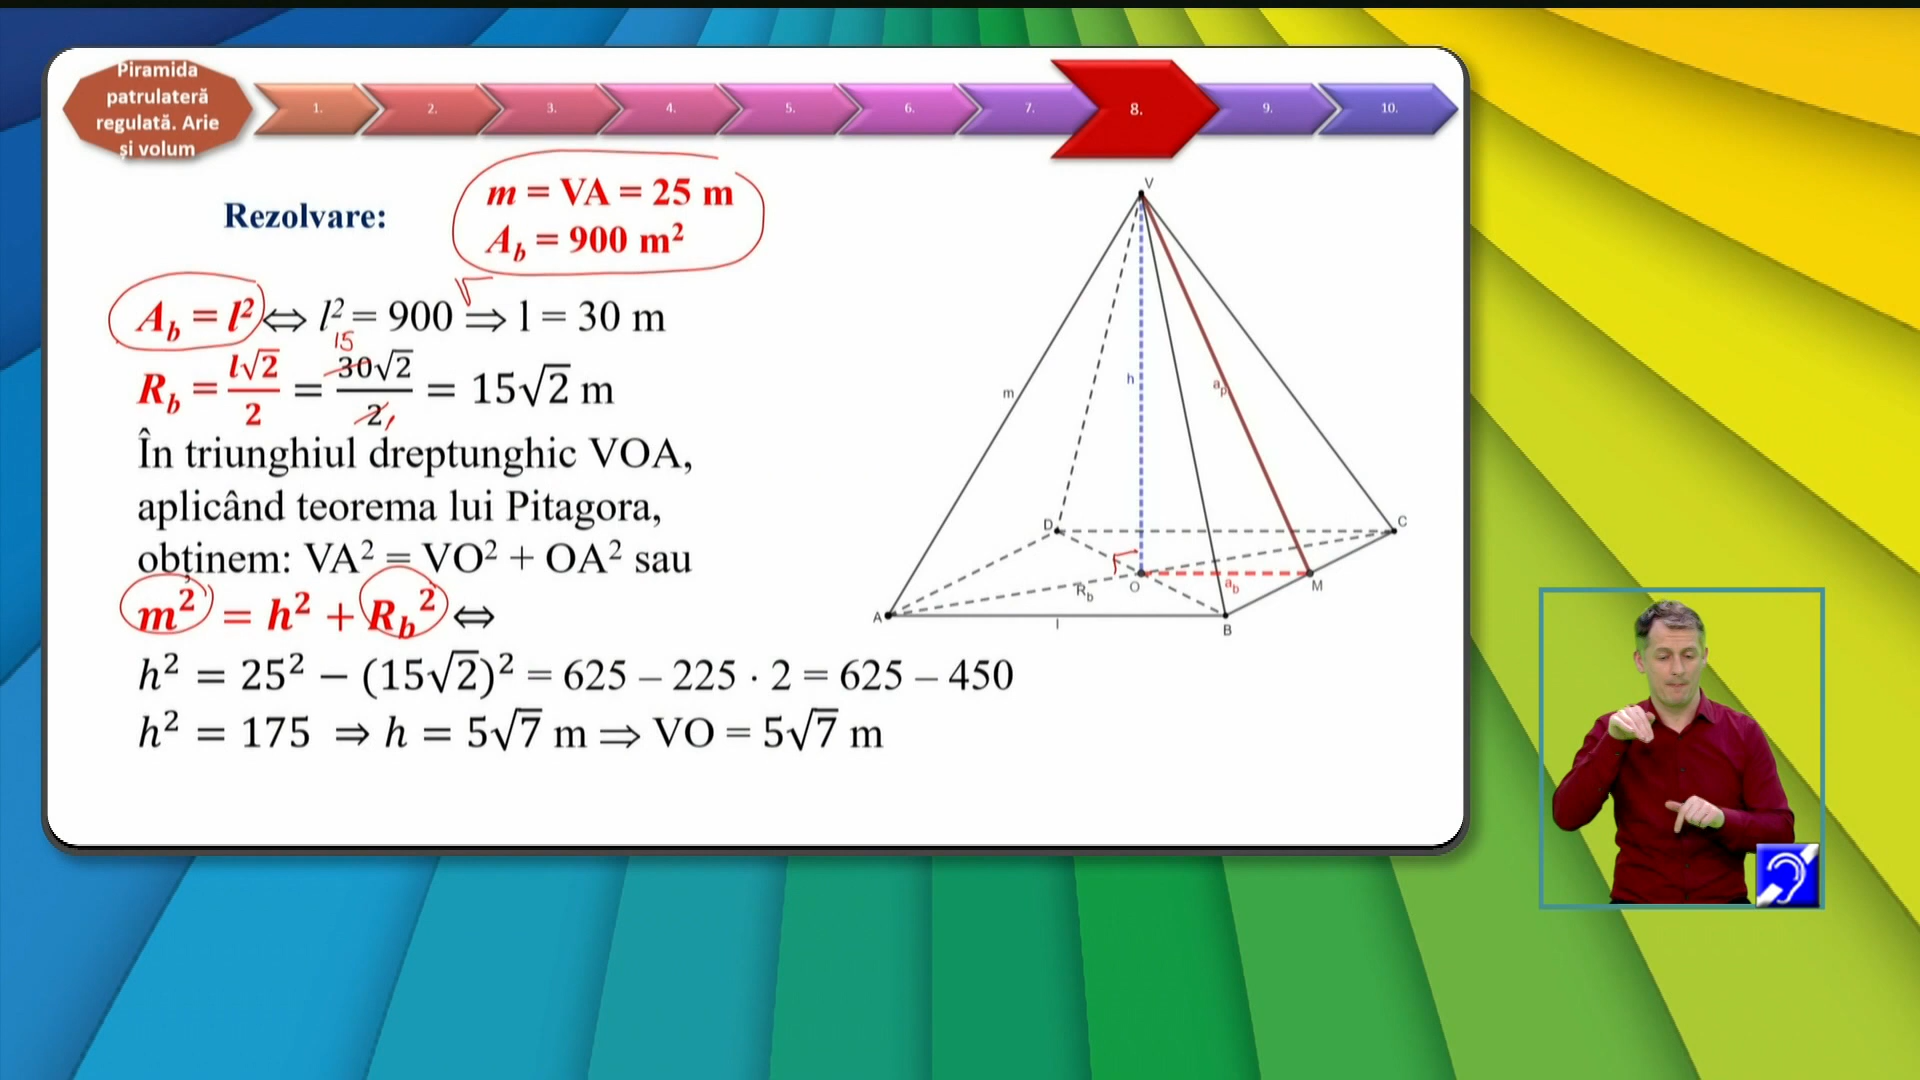 Piramida
patrulateră
regulată. Arie
și volum
1.
2.
3.
4.
5.
6.
7.
8.
9.
10.
Rezolvare:
m = VA = 25 m
A_b = 900 m²
A_b = l² ⇔ l² = 900 ⇒ l = 30 m
15
R_b = l√2/2 = 30√2/2 = 15√2 m
În triunghiul dreptunghic VOA,
aplicând teorema lui Pitagora,
obținem: VA² = VO² + OA² sau
m² = h² + R_b² ⇔
h² = 25² − (15√2)² = 625 – 225 · 2 = 625 – 450
h² = 175 ⇒ h = 5√7 m ⇒ VO = 5√7 m
V
h
a_p
m
D
C
O
M
R_b
a_b
A
l
B